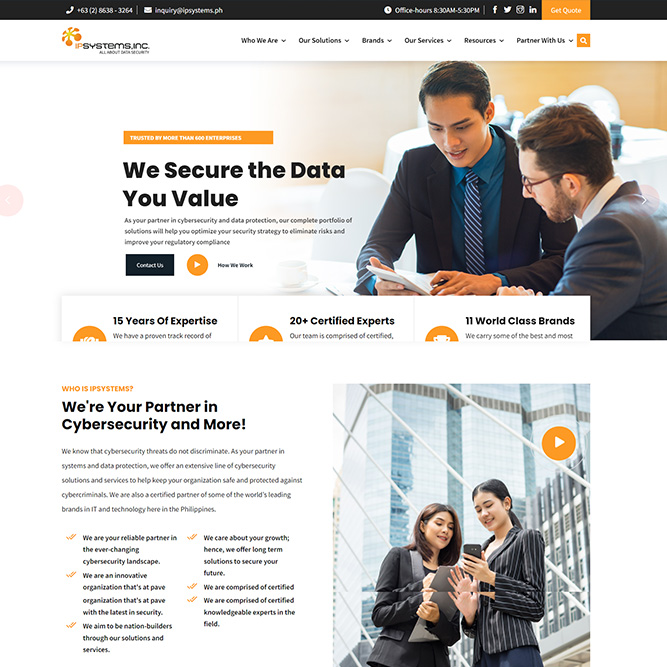 +63 (2) 8638 - 3264
inquiry@ipsystems.ph
Office-hours 8:30AM-5:30PM
Get Quote
IPSYSTEMS,INC.
ALL ABOUT DATA SECURITY
Who We Are
Our Solutions
Brands
Our Services
Resources
Partner With Us
TRUSTED BY MORE THAN 600 ENTERPRISES
We Secure the Data
You Value
As your partner in cybersecurity and data protection, our complete portfolio of
solutions will help you optimize your security strategy to eliminate risks and
improve your regulatory compliance
Contact Us
How We Work
15 Years Of Expertise
We have a proven track record of
20+ Certified Experts
Our team is comprised of certified,
11 World Class Brands
We carry some of the best and most
WHO IS IPSYSTEMS?
We're Your Partner in
Cybersecurity and More!
We know that cybersecurity threats do not discriminate. As your partner in
systems and data protection, we offer an extensive line of cybersecurity
solutions and services to help keep your organization safe and protected against
cybercriminals. We are also a certified partner of some of the world's leading
brands in IT and technology here in the Philippines.
We are your reliable partner in
the ever-changing
cybersecurity landscape.
We are an innovative
organization that's at pave
organization that's at pave
with the latest in security.
We aim to be nation-builders
through our solutions and
services.
We care about your growth;
hence, we offer long term
solutions to secure your
future.
We are comprised of certified
We are comprised of certified
knowledgeable experts in the
field.